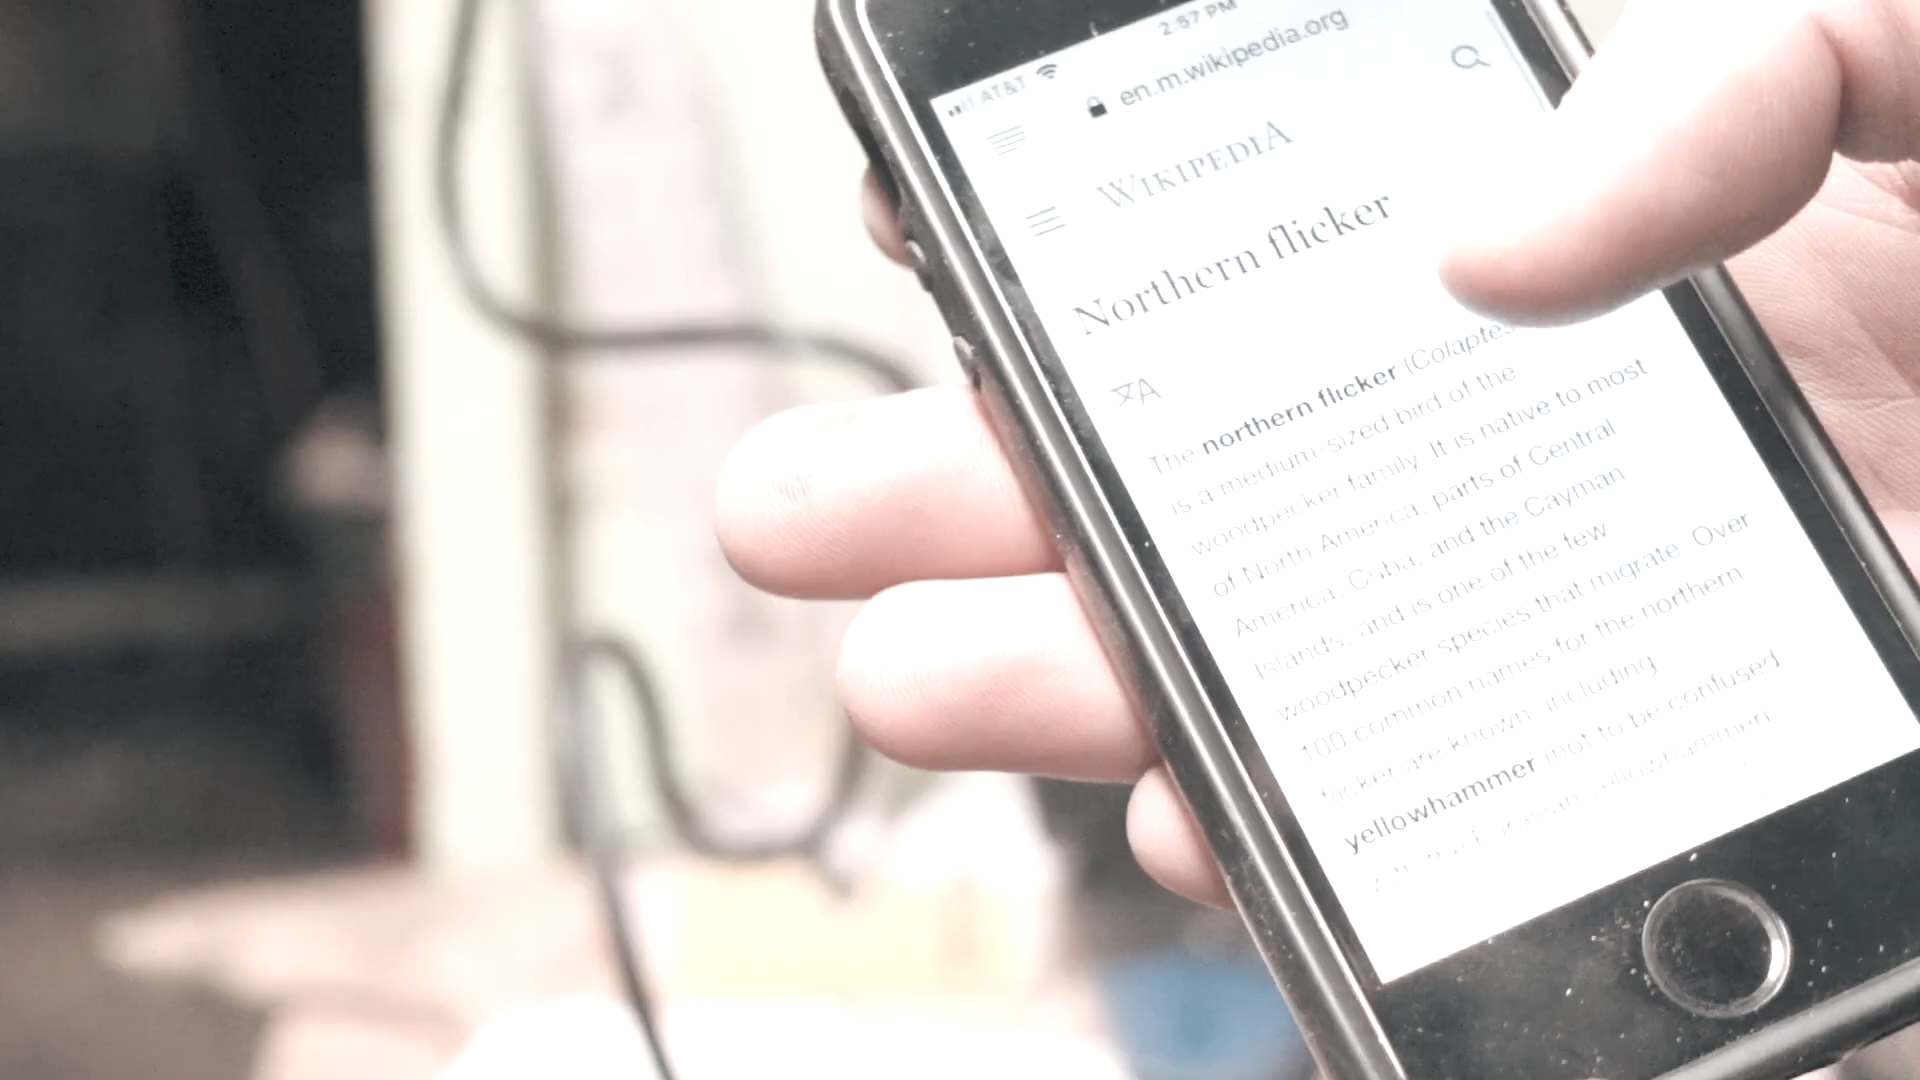 AT&T 2:57 PM
en.m.wikipedia.org
WIKIPEDIA
Northern flicker
The northern flicker (Colaptes
is a medium-sized bird of the
woodpecker family. It is native to most
of North America, parts of Central
America, Cuba, and the Cayman
Islands, and is one of the few
woodpecker species that migrate. Over
100 common names for the northern
flicker are known, including
yellowhammer (not to be confused